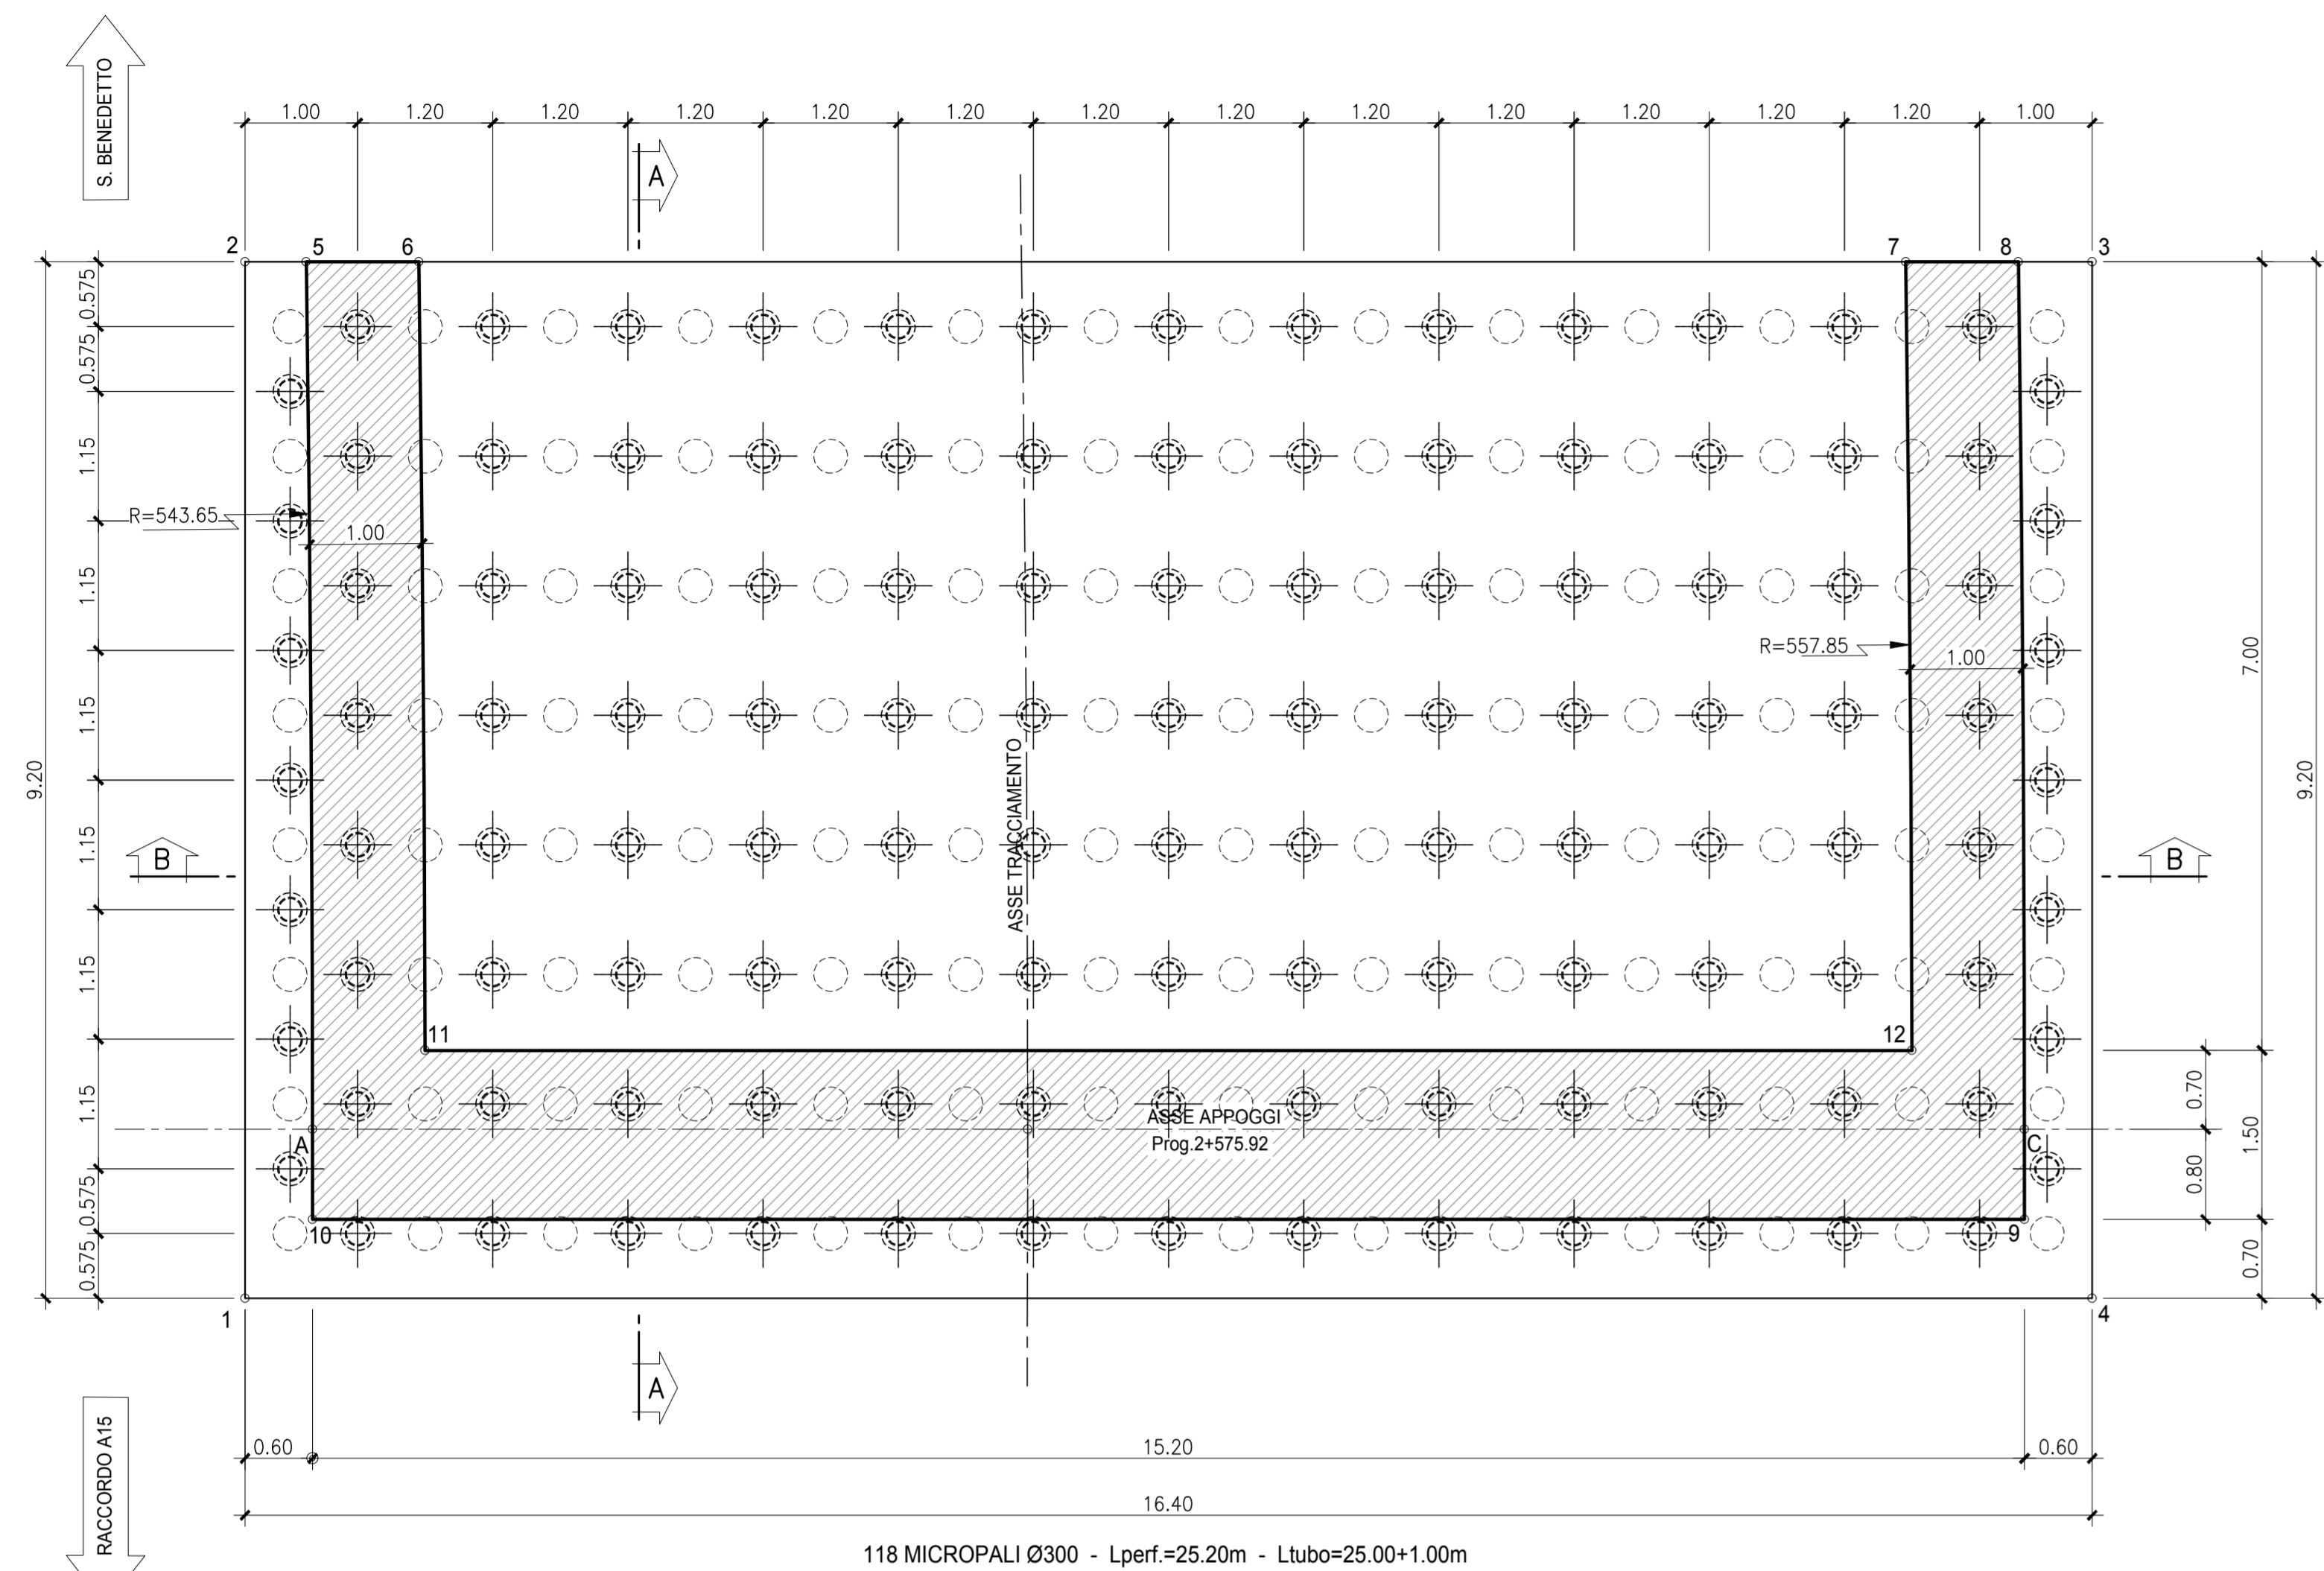 S. BENEDETTO
1.00 1.20 1.20 1.20 1.20 1.20 1.20 1.20 1.20 1.20 1.20 1.20 1.20 1.00
A
2 5 6 7 8 3
0.575
0.575
1.15
1.15
1.15
1.15
1.15
1.15
0.575
0.575
9.20
R=543.65
1.00
R=557.85
1.00
7.00
9.20
ASSE TRACCIAMENTO
B
B
11
12
0.70
1.50
0.80
0.70
ASSE APPOGGI
Prog.2+575.92
A
C
10
9
1
4
A
RACCORDO A15
0.60 15.20 0.60
16.40
118 MICROPALI Ø300 - Lperf.=25.20m - Ltubo=25.00+1.00m